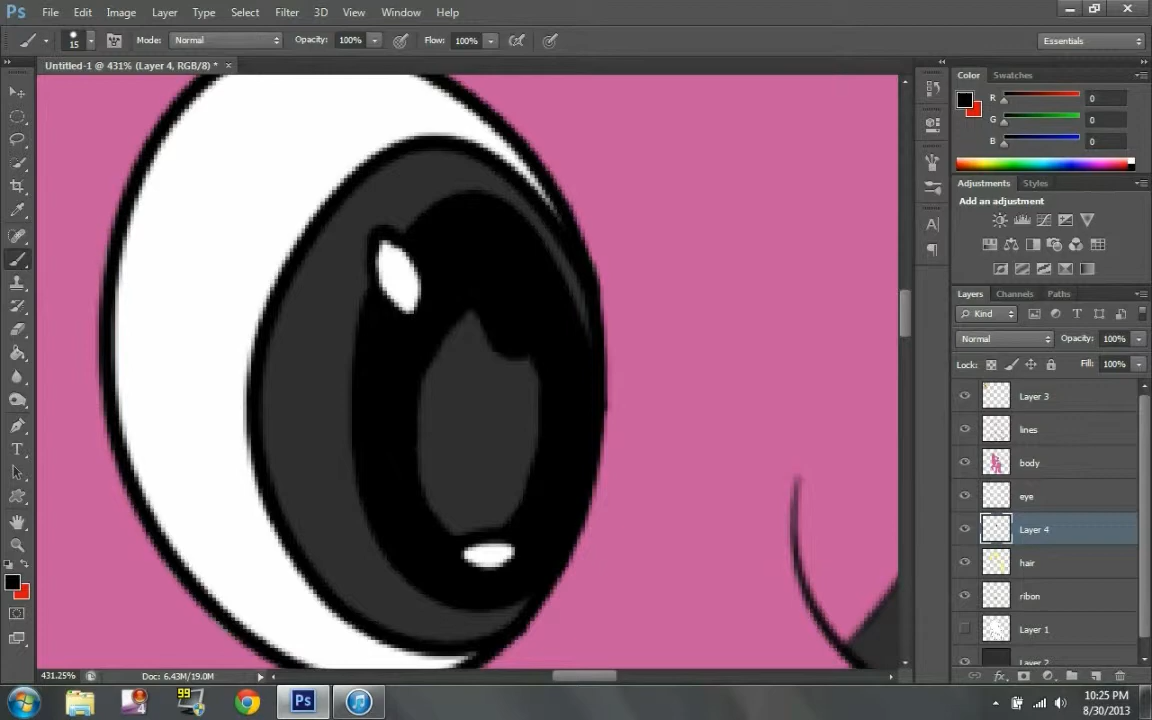 Ps File Edit Image Layer Type Select Filter 3D View Window Help
15 Mode: Normal Opacity: 100% Flow: 100% Essentials
Untitled-1 @ 431% (Layer 4, RGB/8) * ×
Color Swatches
R 0
G 0
B 0
Adjustments Styles
Add an adjustment
Layers Channels Paths
Kind
Normal Opacity: 100%
Lock: Fill: 100%
Layer 3
lines
body
eye
Layer 4
hair
ribon
Layer 1
Layer 2
431.25% Doc: 6.43M/19.0M
99 4 Ps 10:25 PM
8/30/2013